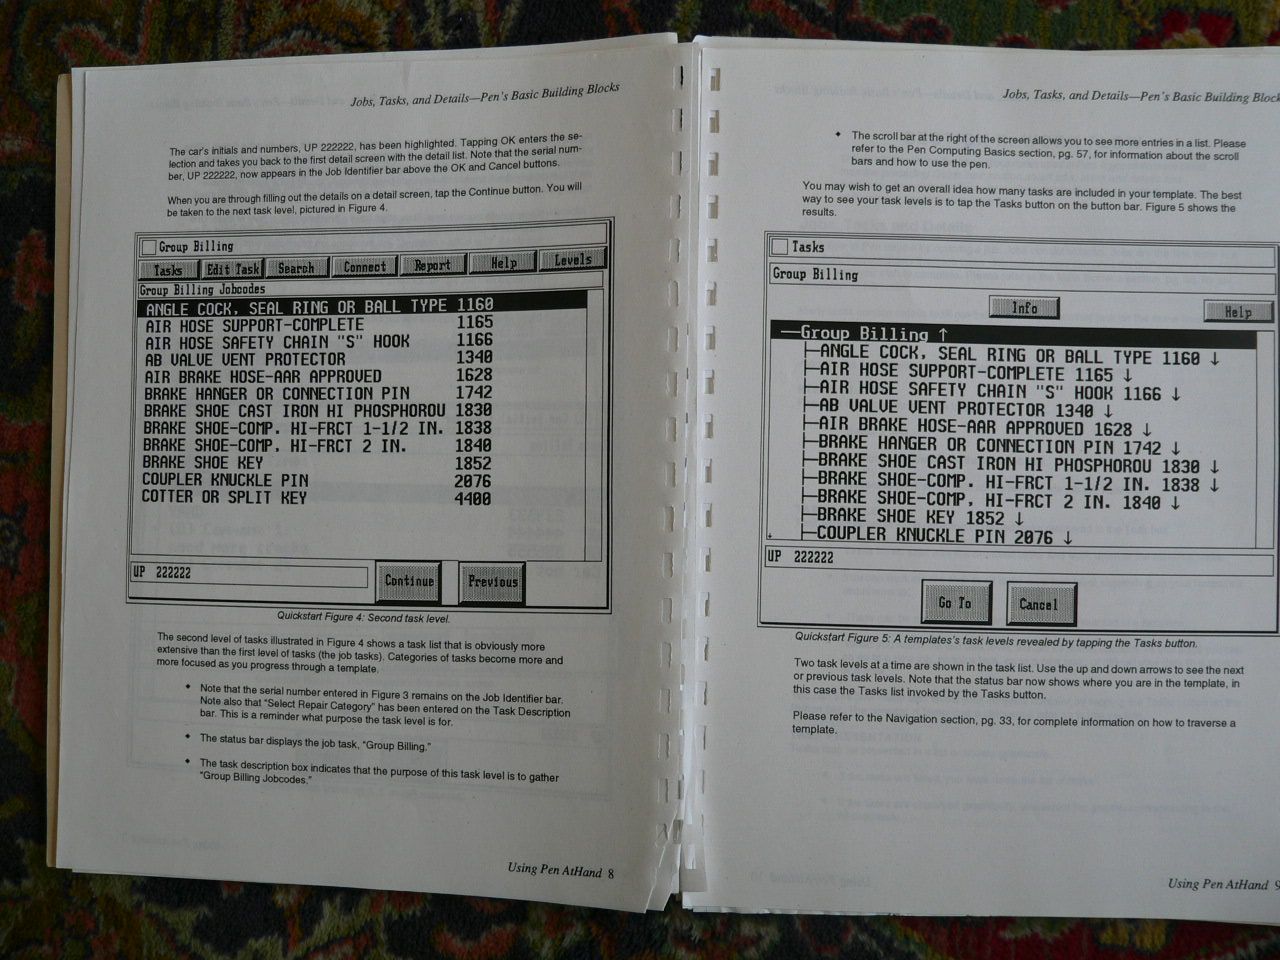 Jobs, Tasks, and Details—Pen's Basic Building Blocks
The car's initials and numbers, UP 222222, has been highlighted. Tapping OK enters the se-
lection and takes you back to the first detail screen with the detail list. Note that the serial num-
ber, UP 222222, now appears in the Job Identifier bar above the OK and Cancel buttons.
When you are through filling out the details on a detail screen, tap the Continue button. You will
be taken to the next task level, pictured in Figure 4.
Group Billing
Tasks Edit Task Search Connect Report Help Levels
Group Billing Jobcodes
ANGLE COCK, SEAL RING OR BALL TYPE 1160
AIR HOSE SUPPORT-COMPLETE 1165
AIR HOSE SAFETY CHAIN "S" HOOK 1166
AB VALVE VENT PROTECTOR 1340
AIR BRAKE HOSE-AAR APPROVED 1628
BRAKE HANGER OR CONNECTION PIN 1742
BRAKE SHOE CAST IRON HI PHOSPHOROU 1830
BRAKE SHOE-COMP. HI-FRCT 1-1/2 IN. 1838
BRAKE SHOE-COMP. HI-FRCT 2 IN. 1840
BRAKE SHOE KEY 1852
COUPLER KNUCKLE PIN 2076
COTTER OR SPLIT KEY 4400
UP 222222 Continue Previous
Quickstart Figure 4: Second task level.
The second level of tasks illustrated in Figure 4 shows a task list that is obviously more
extensive than the first level of tasks (the job tasks). Categories of tasks become more and
more focused as you progress through a template.
◆ Note that the serial number entered in Figure 3 remains on the Job Identifier bar.
Note also that "Select Repair Category" has been entered on the Task Description
bar. This is a reminder what purpose the task level is for.
◆ The status bar displays the job task, "Group Billing."
◆ The task description box indicates that the purpose of this task level is to gather
"Group Billing Jobcodes."
Using Pen AtHand 8
Jobs, Tasks, and Details—Pen's Basic Building Block
◆ The scroll bar at the right of the screen allows you to see more entries in a list. Please
refer to the Pen Computing Basics section, pg. 57, for information about the scroll
bars and how to use the pen.
You may wish to get an overall idea how many tasks are included in your template. The best
way to see your task levels is to tap the Tasks button on the button bar. Figure 5 shows the
results.
Tasks
Group Billing
Info Help
—Group Billing ↑
├ANGLE COCK, SEAL RING OR BALL TYPE 1160 ↓
├AIR HOSE SUPPORT-COMPLETE 1165 ↓
├AIR HOSE SAFETY CHAIN "S" HOOK 1166 ↓
├AB VALVE VENT PROTECTOR 1340 ↓
├AIR BRAKE HOSE-AAR APPROVED 1628 ↓
├BRAKE HANGER OR CONNECTION PIN 1742 ↓
├BRAKE SHOE CAST IRON HI PHOSPHOROU 1830 ↓
├BRAKE SHOE-COMP. HI-FRCT 1-1/2 IN. 1838 ↓
├BRAKE SHOE-COMP. HI-FRCT 2 IN. 1840 ↓
├BRAKE SHOE KEY 1852 ↓
├COUPLER KNUCKLE PIN 2076 ↓
UP 222222
Go To Cancel
Quickstart Figure 5: A templates's task levels revealed by tapping the Tasks button.
Two task levels at a time are shown in the task list. Use the up and down arrows to see the next
or previous task levels. Note that the status bar now shows where you are in the template, in
this case the Tasks list invoked by the Tasks button.
Please refer to the Navigation section, pg. 33, for complete information on how to traverse a
template.
Using Pen AtHand 9